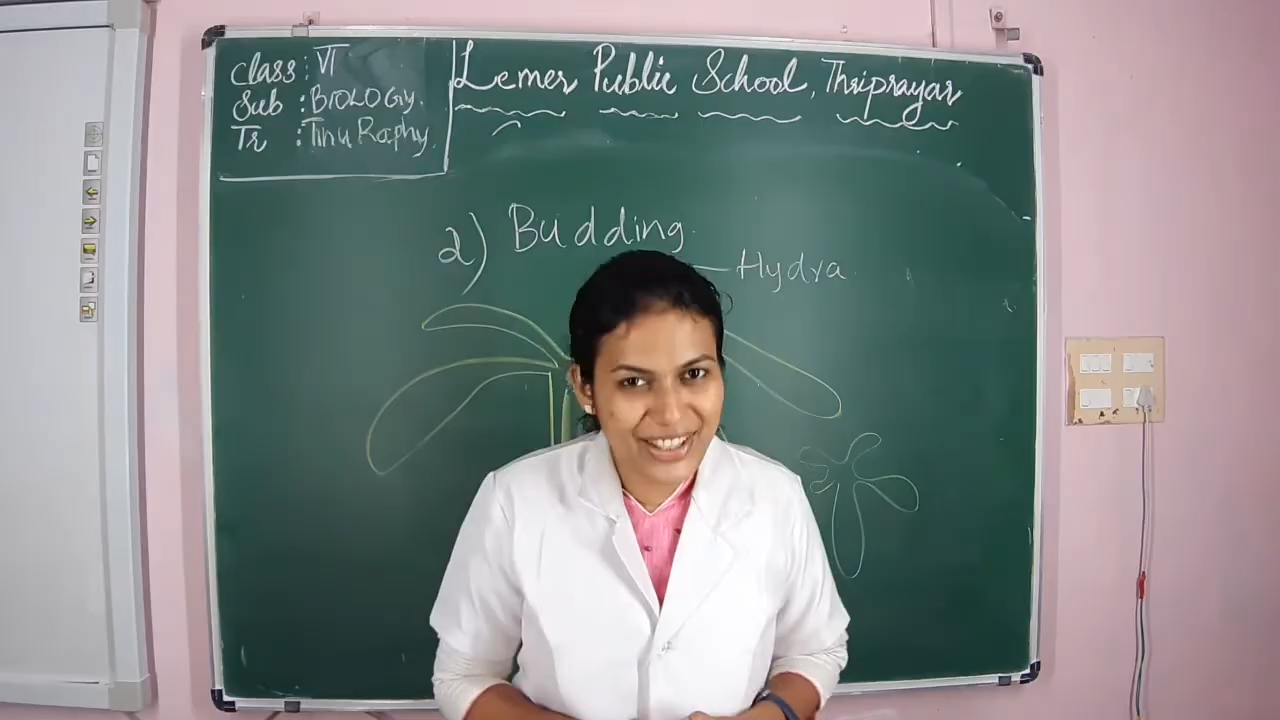 Class : VI
Sub : BIOLOGY.
Tr : Tinu Raphy.
Lemer Public School, Thriprayar
2) Budding.
Hydra